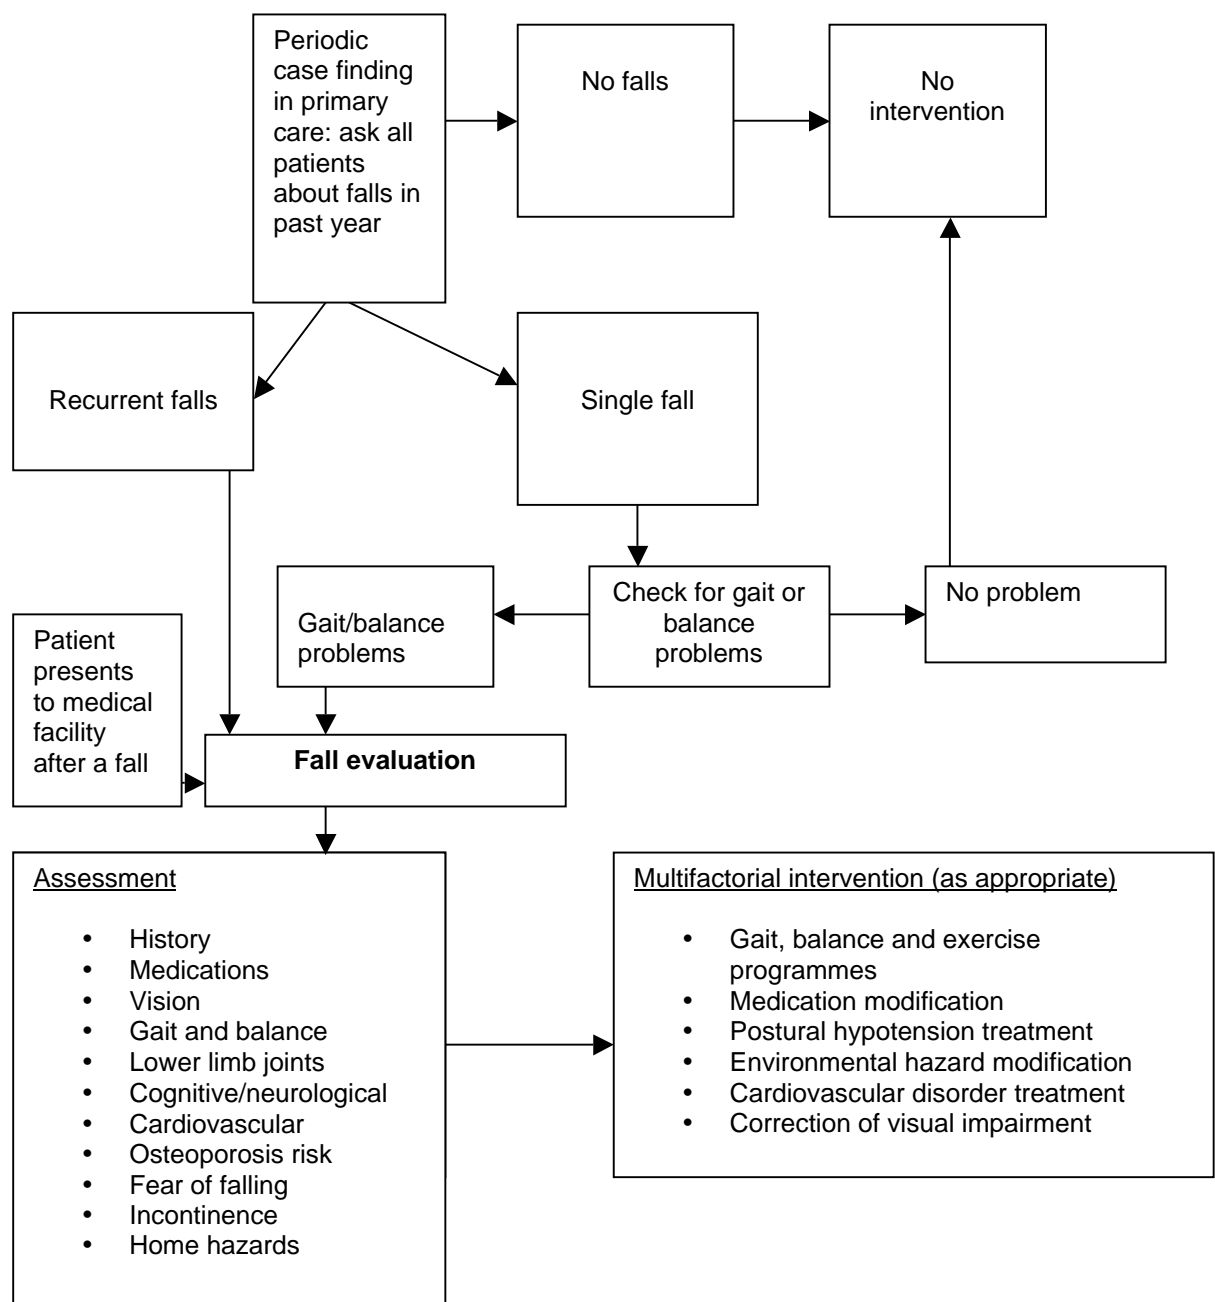 Periodic
case finding
in primary
care: ask all
patients
about falls in
past year
No falls
No
intervention
Recurrent falls
Single fall
Gait/balance
problems
Check for gait or
balance
problems
No problem
Patient
presents
to medical
facility
after a fall
Fall evaluation
Assessment
• History
• Medications
• Vision
• Gait and balance
• Lower limb joints
• Cognitive/neurological
• Cardiovascular
• Osteoporosis risk
• Fear of falling
• Incontinence
• Home hazards
Multifactorial intervention (as appropriate)
• Gait, balance and exercise
programmes
• Medication modification
• Postural hypotension treatment
• Environmental hazard modification
• Cardiovascular disorder treatment
• Correction of visual impairment